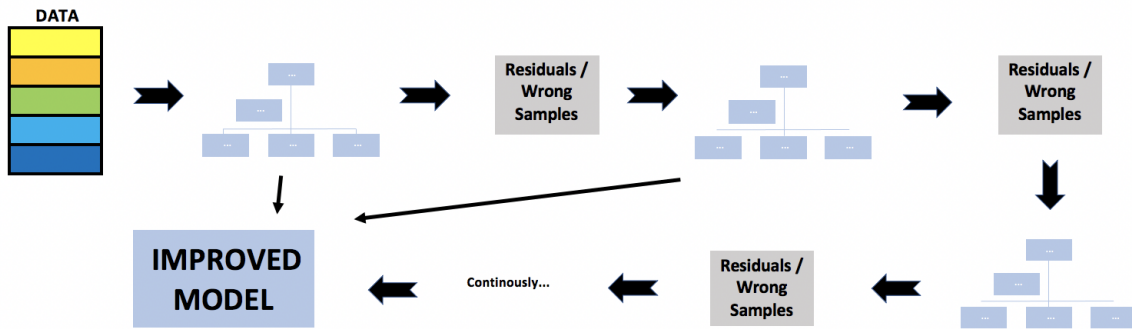 DATA
...
...
...
...
...
Residuals /
Wrong
Samples
...
...
...
...
...
Residuals /
Wrong
Samples
...
...
...
...
...
Residuals /
Wrong
Samples
Continously...
IMPROVED
MODEL